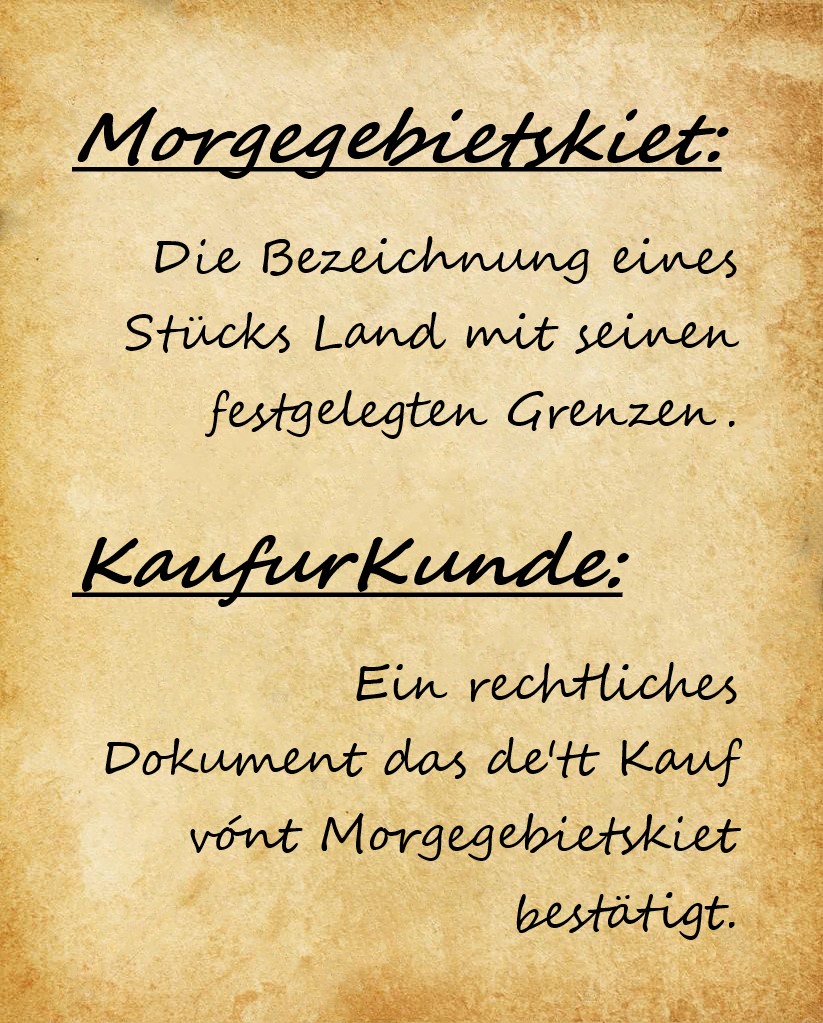 Morgegebietskiet:
Die Bezeichnung eines
Stücks Land mit seinen
festgelegten Grenzen.
KaufurKunde:
Ein rechtliches
Dokument das de'tt Kauf
vónt Morgegebietskiet
bestätigt.